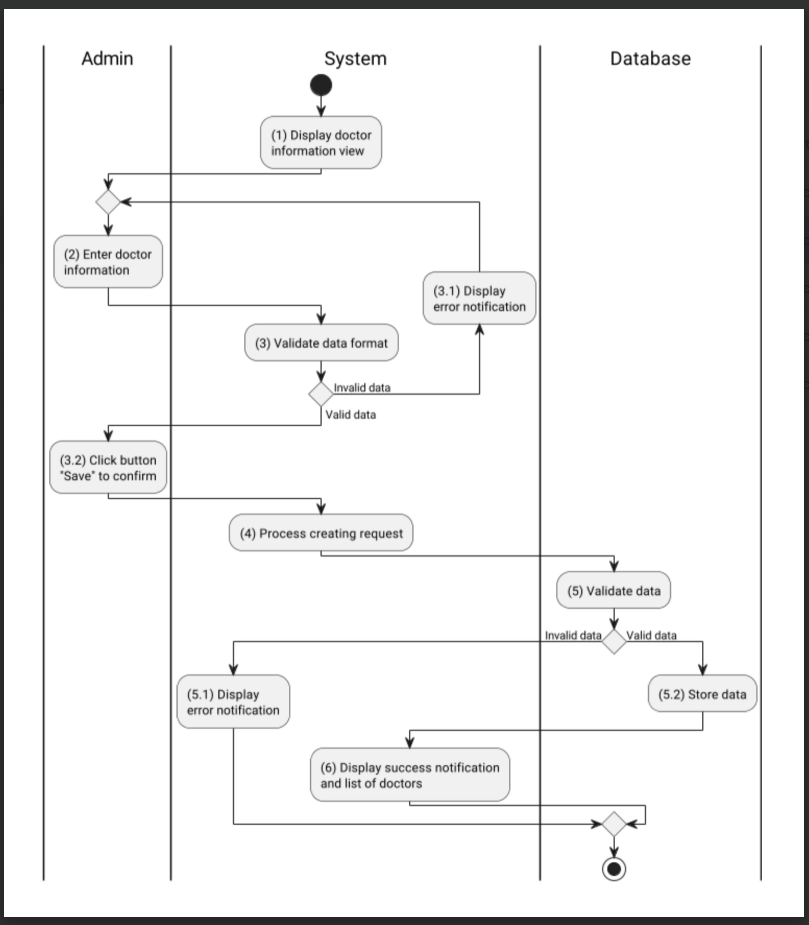 Admin
System
Database
(1) Display doctor
information view
(2) Enter doctor
information
(3.1) Display
error notification
(3) Validate data format
Invalid data
Valid data
(3.2) Click button
"Save" to confirm
(4) Process creating request
(5) Validate data
Invalid data
Valid data
(5.1) Display
error notification
(5.2) Store data
(6) Display success notification
and list of doctors